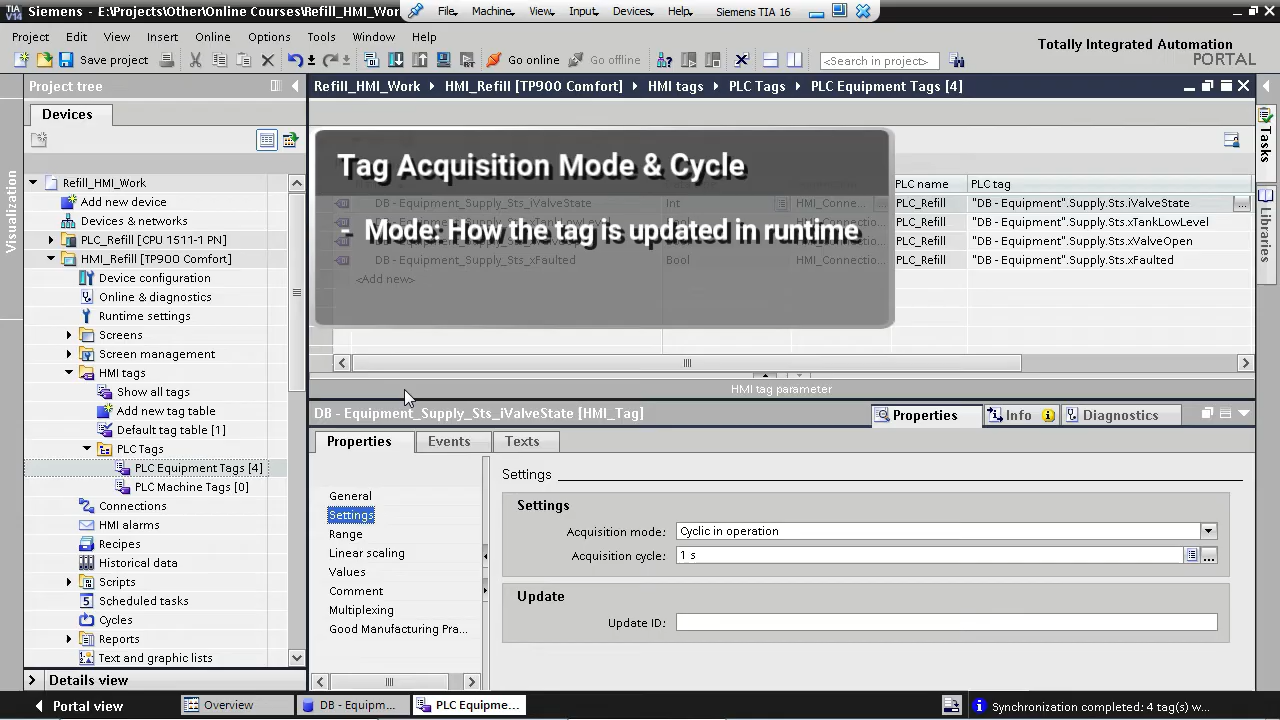 TIA V14
Siemens - E:\Projects\Other\Online Courses\Refill_HMI_Wor
File, Machine, View, Input, Devices, Help, Siemens TIA 16
Project Edit View Insert Online Options Tools Window Help
Totally Integrated Automation
PORTAL
Save project
Go online
Go offline
<Search in project>
Project tree
Refill_HMI_Work HMI_Refill [TP900 Comfort] HMI tags PLC Tags PLC Equipment Tags [4]
Devices
Visualization
Tasks
Libraries
Refill_HMI_Work
Add new device
Devices & networks
PLC_Refill [CPU 1511-1 PN]
HMI_Refill [TP900 Comfort]
Device configuration
Online & diagnostics
Runtime settings
Screens
Screen management
HMI tags
Show all tags
Add new tag table
Default tag table [1]
PLC Tags
PLC Equipment Tags [4]
PLC Machine Tags [0]
Connections
HMI alarms
Recipes
Historical data
Scripts
Scheduled tasks
Cycles
Reports
Text and graphic lists
Details view
Tag Acquisition Mode & Cycle
- Mode: How the tag is updated in runtime
PLC name PLC tag
DB - Equipment_Supply_Sts_iValveState Int HMI_Conne... PLC_Refill "DB - Equipment".Supply.Sts.iValveState
PLC_Refill "DB - Equipment".Supply.Sts.xTankLowLevel
PLC_Refill "DB - Equipment".Supply.Sts.xValveOpen
DB - Equipment_Supply_Sts_xFaulted Bool HMI_Connectio... PLC_Refill "DB - Equipment".Supply.Sts.xFaulted
<Add new>
HMI tag parameter
DB - Equipment_Supply_Sts_iValveState [HMI_Tag]
Properties Info Diagnostics
Properties Events Texts
General
Settings
Range
Linear scaling
Values
Comment
Multiplexing
Good Manufacturing Pra...
Settings
Settings
Acquisition mode: Cyclic in operation
Acquisition cycle: 1 s
Update
Update ID:
Portal view
Overview
DB - Equipm...
PLC Equipme...
Synchronization completed: 4 tag(s) w...